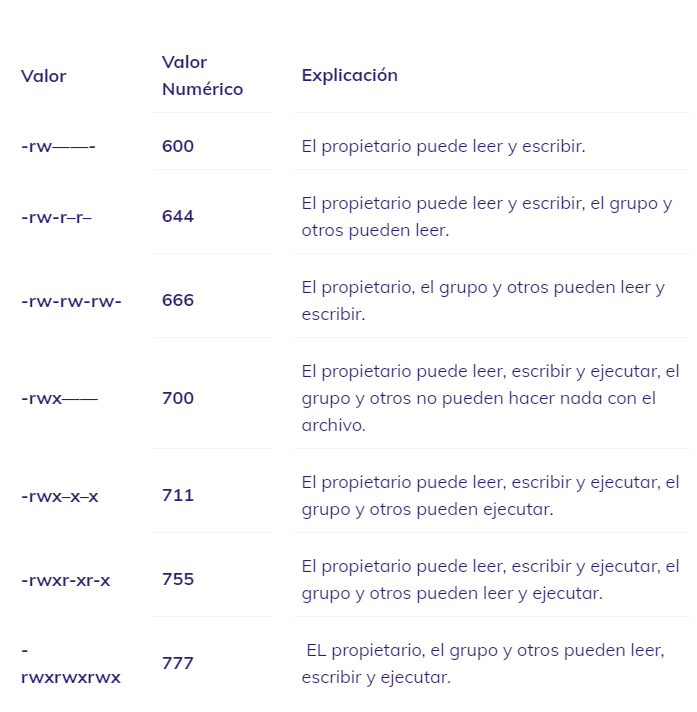 Valor
Valor
Numérico
Explicación
-rw——-
600
El propietario puede leer y escribir.
-rw-r–r–
644
El propietario puede leer y escribir, el grupo y
otros pueden leer.
-rw-rw-rw-
666
El propietario, el grupo y otros pueden leer y
escribir.
-rwx——
700
El propietario puede leer, escribir y ejecutar, el
grupo y otros no pueden hacer nada con el
archivo.
-rwx–x–x
711
El propietario puede leer, escribir y ejecutar, el
grupo y otros pueden ejecutar.
-rwxr-xr-x
755
El propietario puede leer, escribir y ejecutar, el
grupo y otros pueden leer y ejecutar.
-
rwxrwxrwx
777
EL propietario, el grupo y otros pueden leer,
escribir y ejecutar.